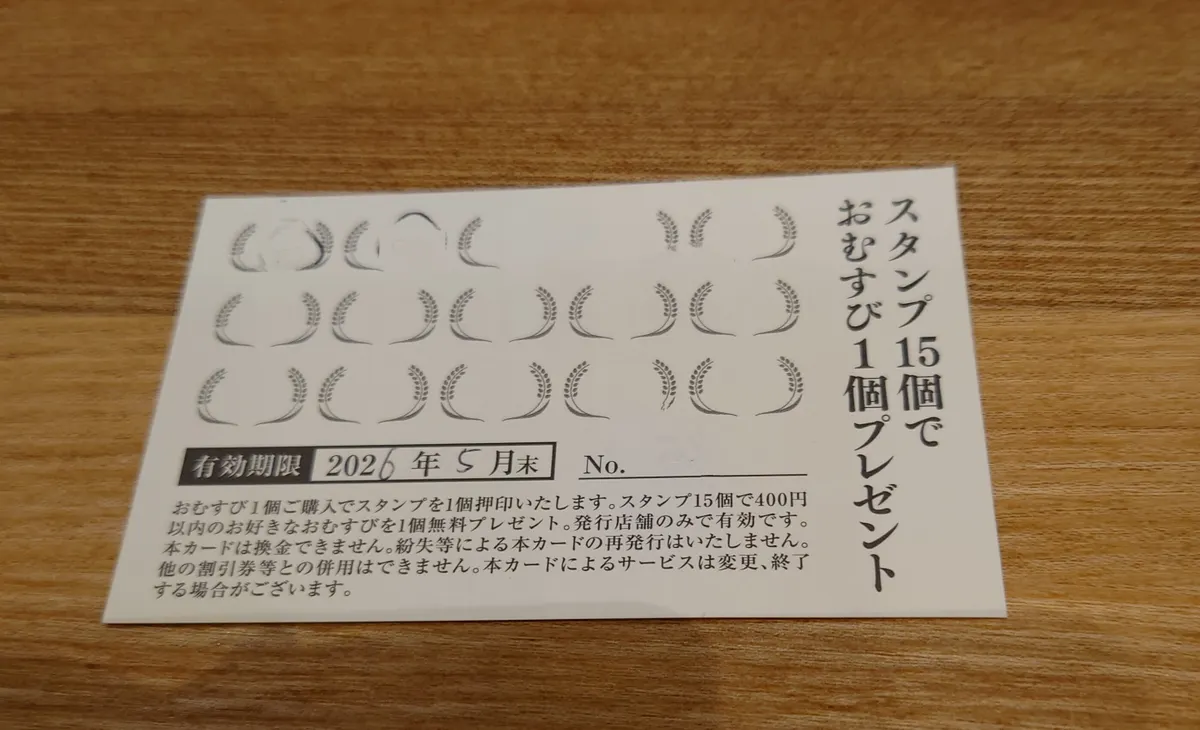 スタンプ15個で
おむすび1個プレゼント
有効期限 2026年5月末 No.
おむすび1個ご購入でスタンプを1個押印いたします。スタンプ15個で400円
以内のお好きなおむすびを1個無料プレゼント。発行店舗のみで有効です。
本カードは換金できません。紛失等による本カードの再発行はいたしません。
他の割引券等との併用はできません。本カードによるサービスは変更、終了
する場合がございます。